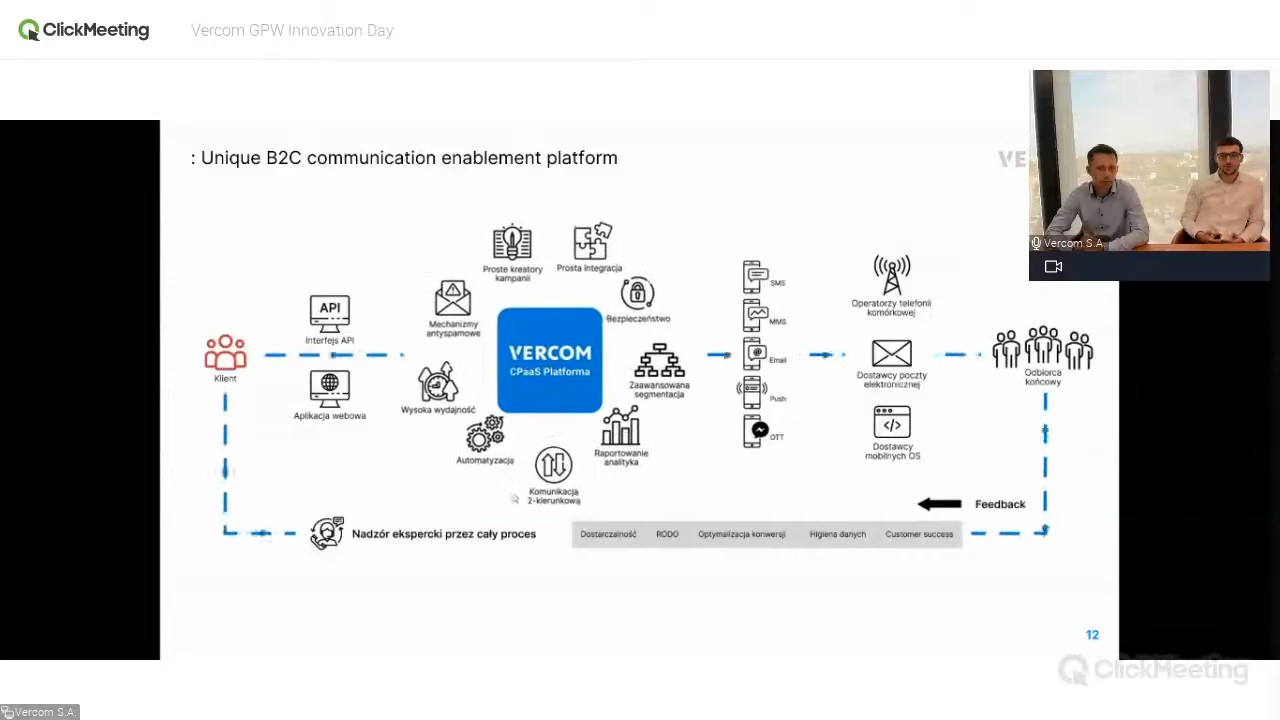 ClickMeeting
Vercom GPW Innovation Day
: Unique B2C communication enablement platform
VE
Vercom S.A.
Proste kreatory
kampanii
Prosta integracja
Mechanizmy
antyspamowe
Bezpieczeństwo
API
Interfejs API
Klient
Aplikacja webowa
VERCOM
CPaaS Platforma
Wysoka wydajność
Zaawansowana
segmentacja
Automatyzacja
Raportowanie
analityka
Komunikacja
2-kierunkowa
SMS
MMS
Email
Push
OTT
Operatorzy telefonii
komórkowej
Dostawcy poczty
elektronicznej
Dostawcy
mobilnych OS
Odbiorca
końcowy
Feedback
Nadzór ekspercki przez cały proces
Dostarczalność RODO Optymalizacja konwersji Higiena danych Customer success
12
ClickMeeting
Vercom S.A.